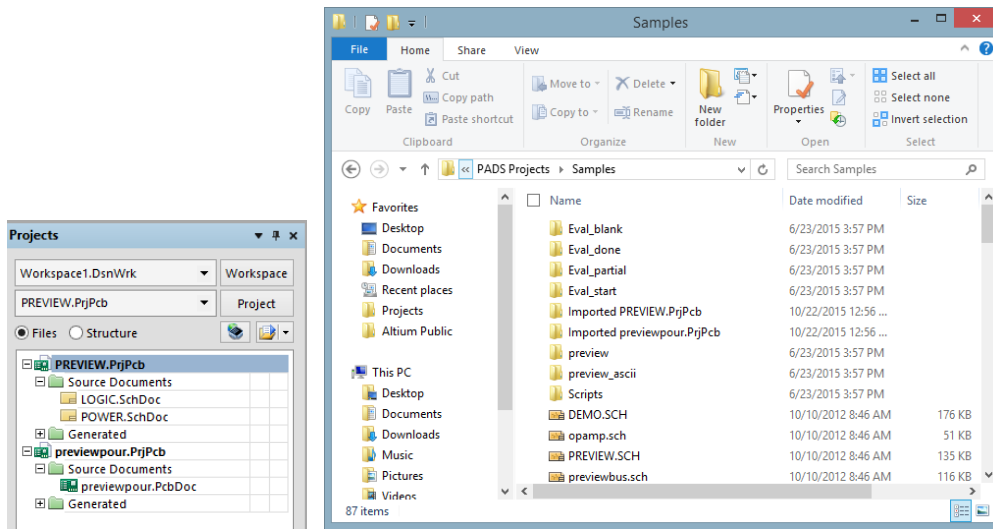 Projects
Workspace1.DsnWrk
Workspace
PREVIEW.PrjPcb
Project
Files
Structure
PREVIEW.PrjPcb
Source Documents
LOGIC.SchDoc
POWER.SchDoc
Generated
previewpour.PrjPcb
Source Documents
previewpour.PcbDoc
Generated
Samples
File Home Share View
Copy
Paste
Cut
Copy path
Paste shortcut
Clipboard
Move to
Copy to
Delete
Rename
Organize
New folder
New
Properties
Open
Select all
Select none
Invert selection
Select
PADS Projects Samples
Search Samples
Favorites
Desktop
Documents
Downloads
Recent places
Projects
Altium Public
This PC
Desktop
Documents
Downloads
Music
Pictures
Videos
Name Date modified Size
Eval_blank 6/23/2015 3:57 PM
Eval_done 6/23/2015 3:57 PM
Eval_partial 6/23/2015 3:57 PM
Eval_start 6/23/2015 3:57 PM
Imported PREVIEW.PrjPcb 10/22/2015 12:56 ...
Imported previewpour.PrjPcb 10/22/2015 12:56 ...
preview 6/23/2015 3:57 PM
preview_ascii 6/23/2015 3:57 PM
Scripts 6/23/2015 3:57 PM
DEMO.SCH 10/10/2012 8:46 AM 176 KB
opamp.sch 10/10/2012 8:46 AM 51 KB
PREVIEW.SCH 10/10/2012 8:46 AM 135 KB
previewbus.sch 10/10/2012 8:46 AM 116 KB
87 items